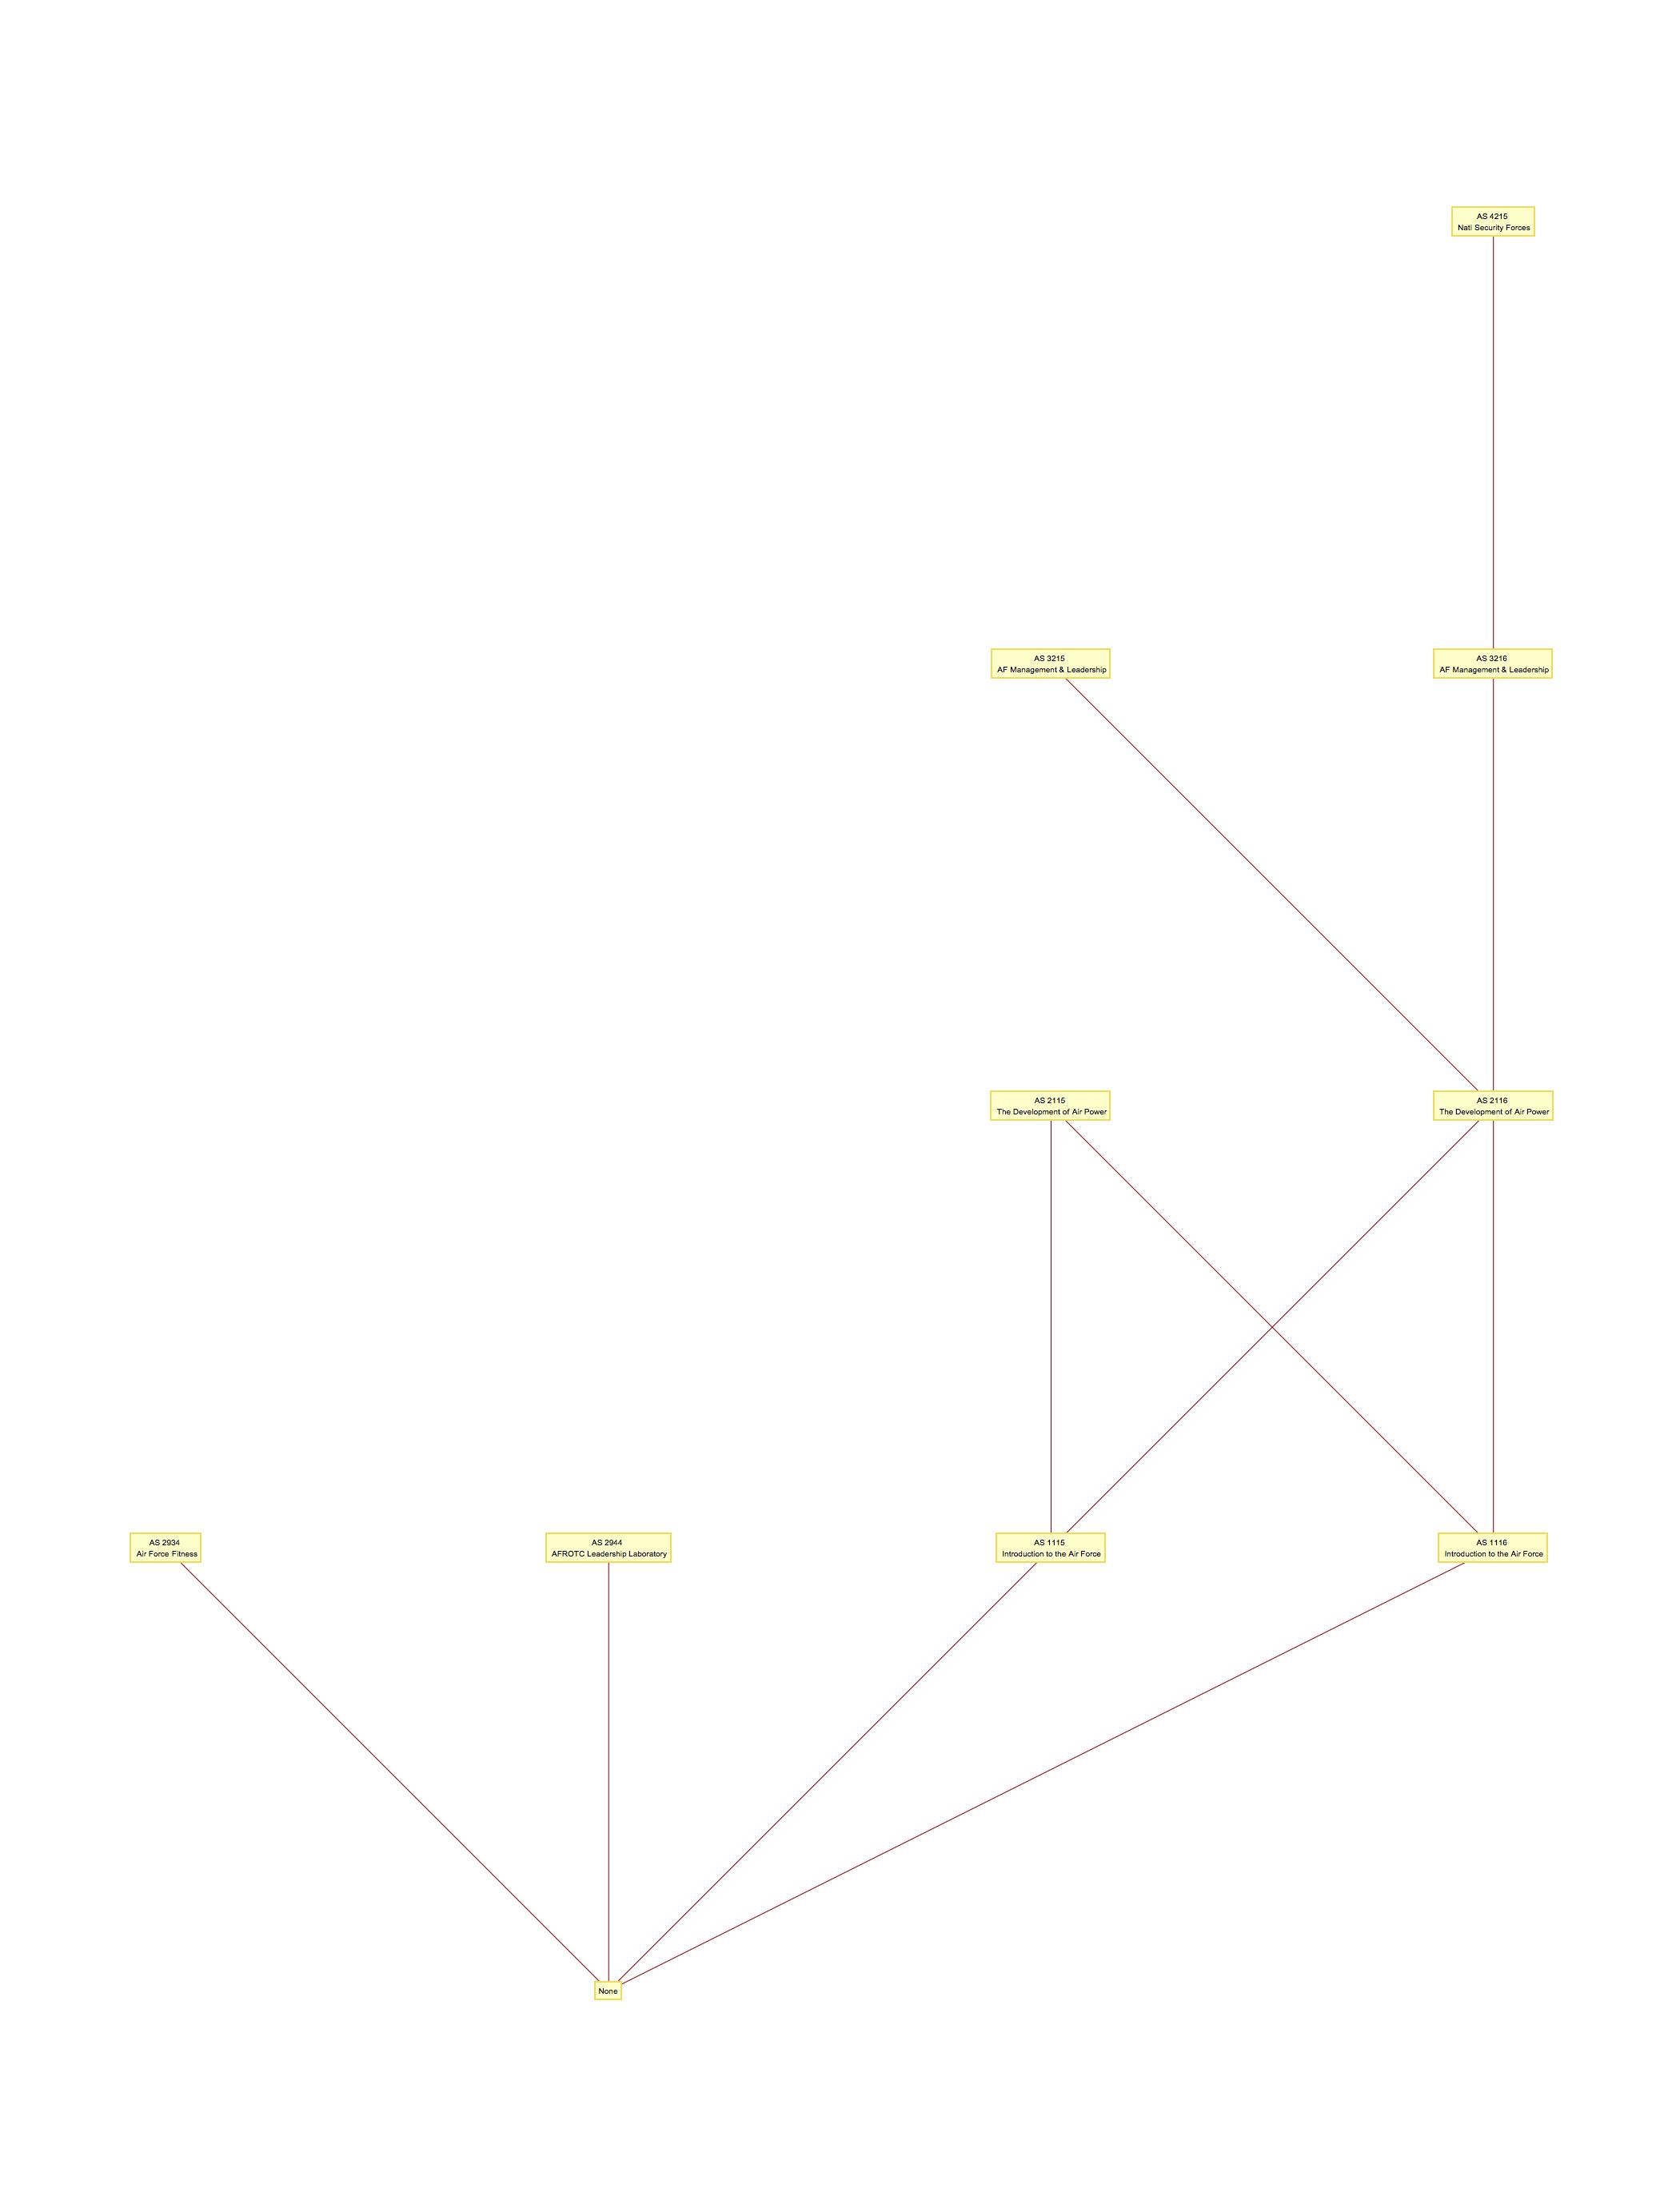 AS 4215
Natl Security Forces
AS 3215
AF Management & Leadership
AS 3216
AF Management & Leadership
AS 2115
The Development of Air Power
AS 2116
The Development of Air Power
AS 2934
Air Force Fitness
AS 2944
AFROTC Leadership Laboratory
AS 1115
Introduction to the Air Force
AS 1116
Introduction to the Air Force
None